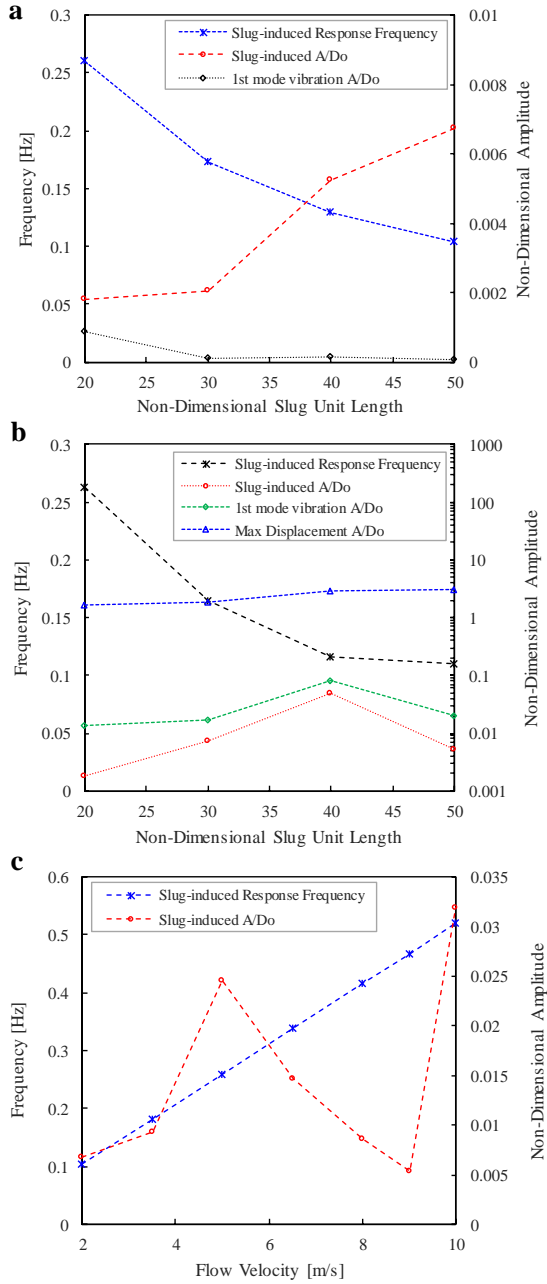 a
0.3
0.25
0.2
0.15
0.1
0.05
0
0.01
0.008
0.006
0.004
0.002
0
20
25
30
35
40
45
50
Frequency [Hz]
Non-Dimensional Amplitude
Non-Dimensional Slug Unit Length
Slug-induced Response Frequency
Slug-induced A/Do
1st mode vibration A/Do
b
0.3
0.25
0.2
0.15
0.1
0.05
0
1000
100
10
1
0.1
0.01
0.001
20
25
30
35
40
45
50
Frequency [Hz]
Non-Dimensional Amplitude
Non-Dimensional Slug Unit Length
Slug-induced Response Frequency
Slug-induced A/Do
1st mode vibration A/Do
Max Displacement A/Do
c
0.6
0.5
0.4
0.3
0.2
0.1
0
0.035
0.03
0.025
0.02
0.015
0.01
0.005
0
2
4
6
8
10
Frequency [Hz]
Non-Dimensional Amplitude
Flow Velocity [m/s]
Slug-induced Response Frequency
Slug-induced A/Do